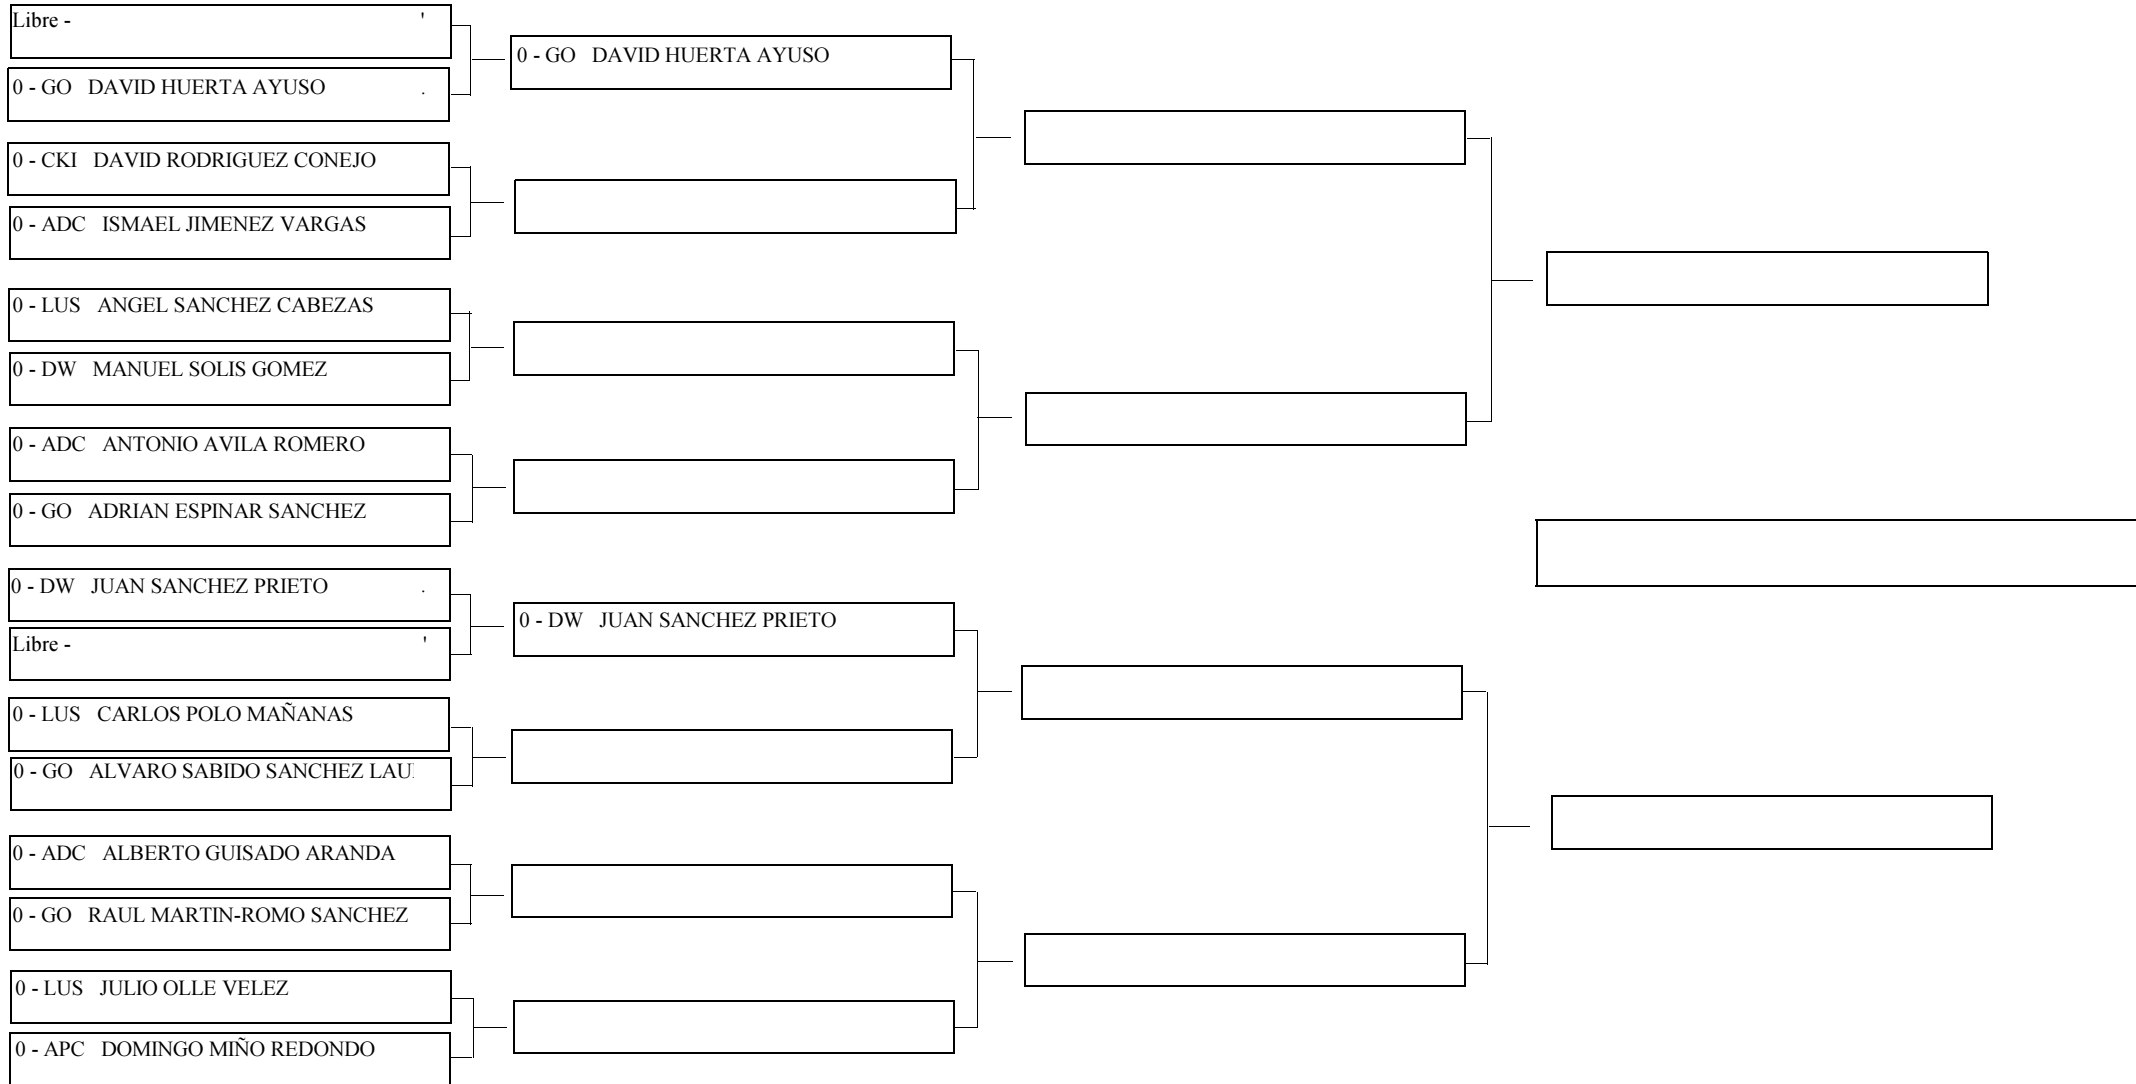 Libre - '
0 - GO DAVID HUERTA AYUSO .
0 - CKI DAVID RODRIGUEZ CONEJO
0 - ADC ISMAEL JIMENEZ VARGAS
0 - LUS ANGEL SANCHEZ CABEZAS
0 - DW MANUEL SOLIS GOMEZ
0 - ADC ANTONIO AVILA ROMERO
0 - GO ADRIAN ESPINAR SANCHEZ
0 - DW JUAN SANCHEZ PRIETO .
Libre - '
0 - LUS CARLOS POLO MAÑANAS
0 - GO ALVARO SABIDO SANCHEZ LAU
0 - ADC ALBERTO GUISADO ARANDA
0 - GO RAUL MARTIN-ROMO SANCHEZ
0 - LUS JULIO OLLE VELEZ
0 - APC DOMINGO MIÑO REDONDO
0 - GO DAVID HUERTA AYUSO
0 - DW JUAN SANCHEZ PRIETO